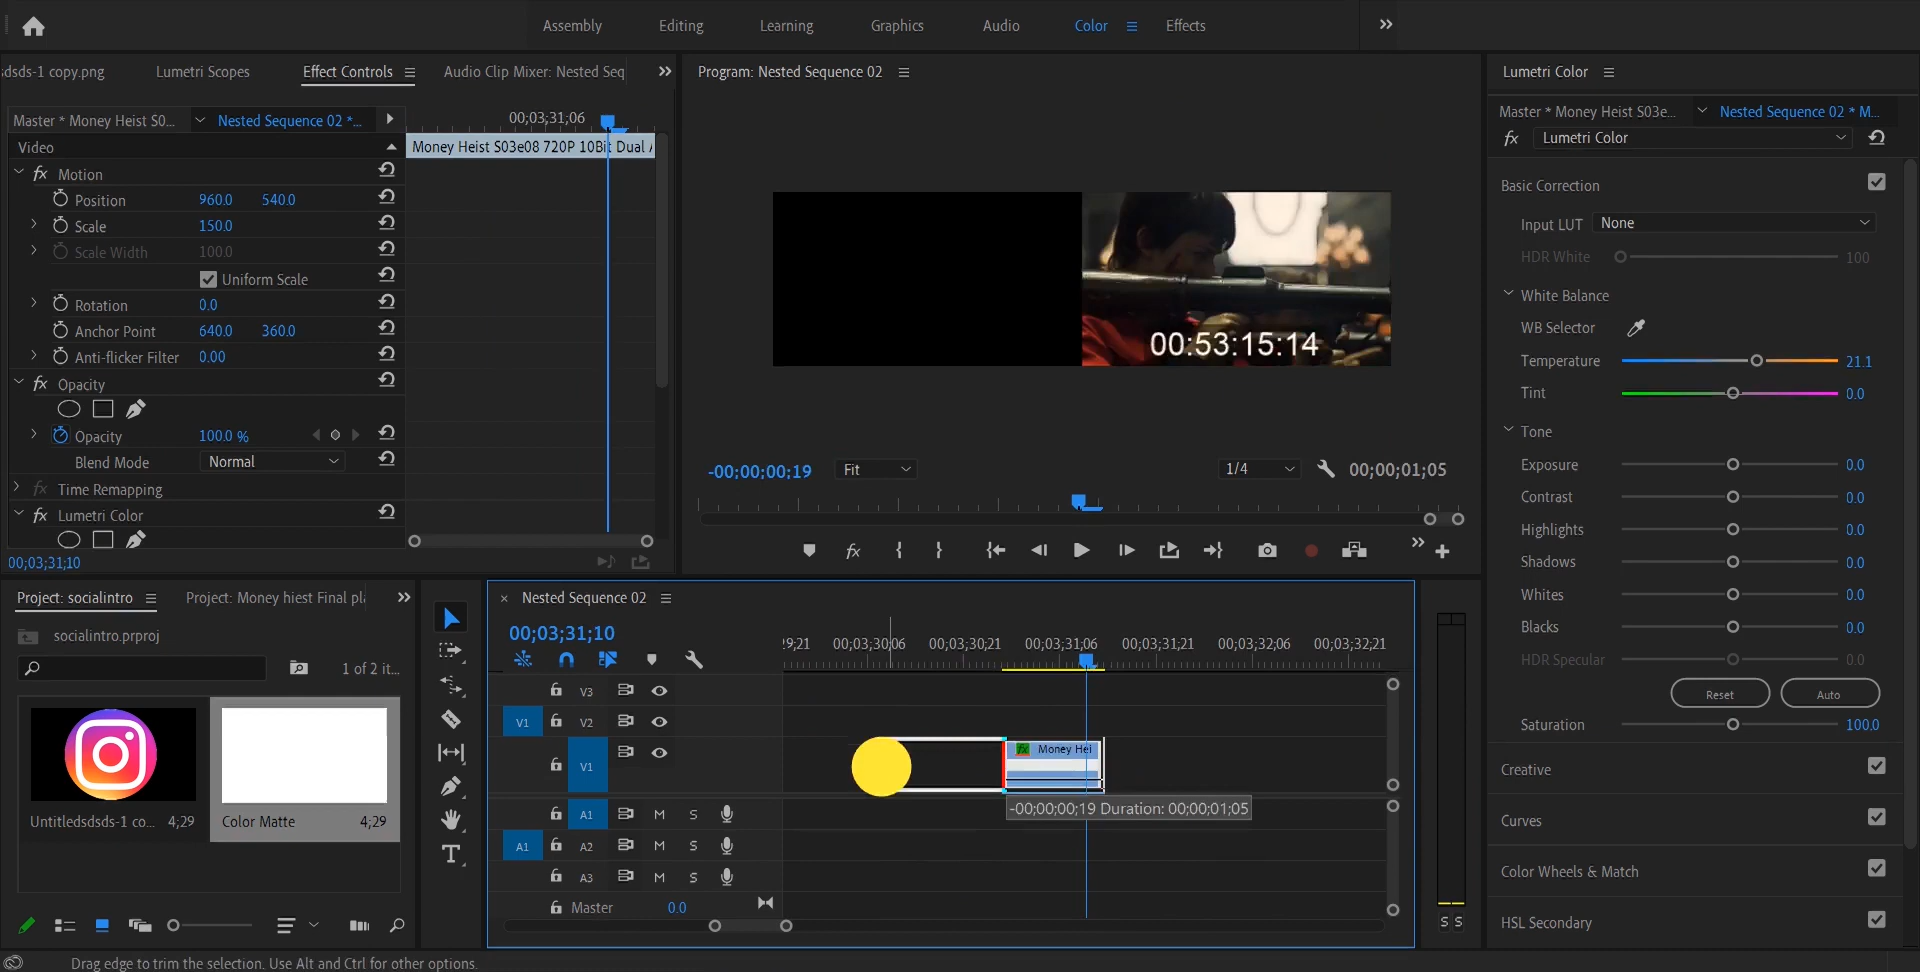 Assembly
Editing
Learning
Graphics
Audio
Color
Effects
sdsds-1 copy.png
Lumetri Scopes
Effect Controls
Audio Clip Mixer: Nested Seq
Master * Money Heist S0...
Nested Sequence 02 *...
00;03;31;06
Video
Money Heist S03e08 720P 10Bit Dual A
fx Motion
Position 960.0 540.0
Scale 150.0
Scale Width 100.0
Uniform Scale
Rotation 0.0
Anchor Point 640.0 360.0
Anti-flicker Filter 0.00
fx Opacity
Opacity 100.0 %
Blend Mode Normal
fx Time Remapping
fx Lumetri Color
00;03;31;10
Program: Nested Sequence 02
00:53:15:14
-00;00;00;19
Fit
1/4
00;00;01;05
fx
Lumetri Color
Master * Money Heist S03e...
Nested Sequence 02 * M...
fx Lumetri Color
Basic Correction
Input LUT None
HDR White 100
White Balance
WB Selector
Temperature 21.1
Tint 0.0
Tone
Exposure 0.0
Contrast 0.0
Highlights 0.0
Shadows 0.0
Whites 0.0
Blacks 0.0
HDR Specular 0.0
Reset
Auto
Saturation 100.0
Creative
Curves
Color Wheels & Match
HSL Secondary
Project: socialintro
Project: Money hiest Final pl
socialintro.prproj
1 of 2 it...
Untitledsdsds-1 co... 4;29
Color Matte 4;29
T
× Nested Sequence 02
00;03;31;10
29;21
00;03;30;06
00;03;30;21
00;03;31;06
00;03;31;21
00;03;32;06
00;03;32;21
V3
V1 V2
V1
fx Money Hei
-00;00;00;19 Duration: 00;00;01;05
A1 M S
A1 A2 M S
A3 M S
Master 0.0
S S
Drag edge to trim the selection. Use Alt and Ctrl for other options.